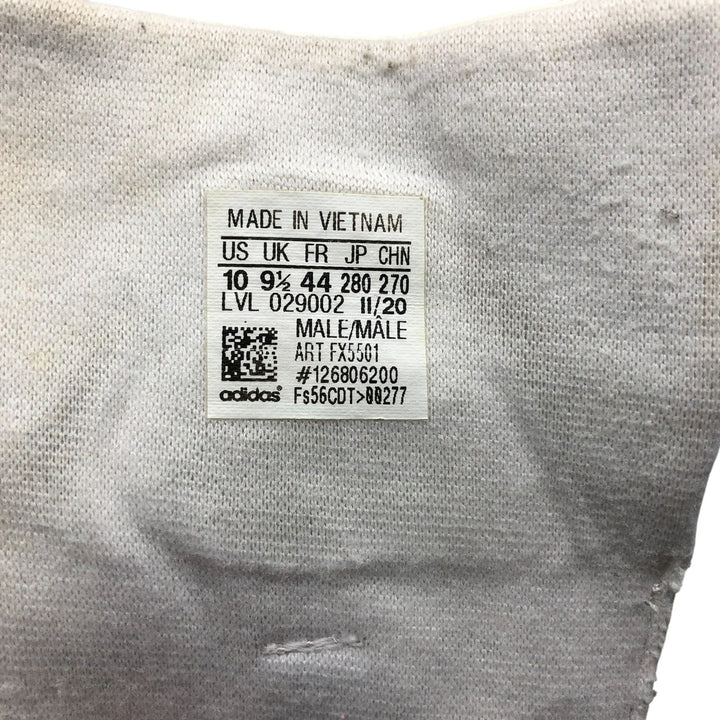 MADE IN VIETNAM
US UK FR JP CHN
10 9½ 44 280 270
LVL 029002 11/20
MALE/MÂLE
ART FX5501
#126806200
adidas® Fs56CDT>00277